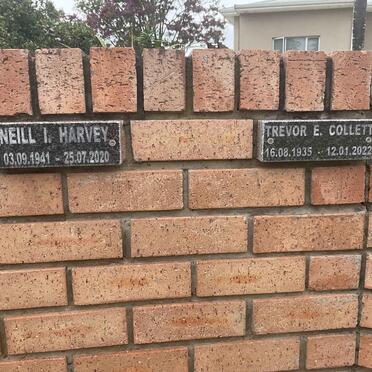 NEILL I. HARVEY
03.09.1941 - 25.07.2020
TREVOR E. COLLETT
16.08.1935 - 12.01.2022